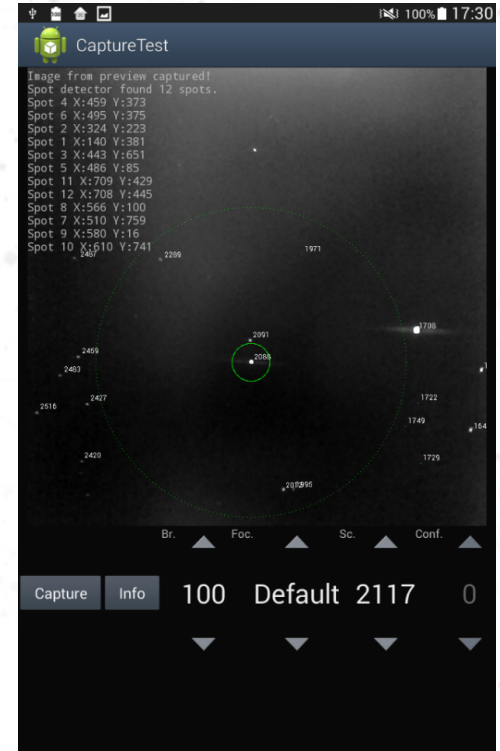 100% 17:30
CaptureTest
Image from preview captured!
Spot detector found 12 spots.
Spot 4 X:459 Y:373
Spot 6 X:495 Y:375
Spot 2 X:324 Y:223
Spot 1 X:140 Y:381
Spot 3 X:443 Y:651
Spot 5 X:486 Y:85
Spot 11 X:709 Y:429
Spot 12 X:708 Y:445
Spot 8 X:566 Y:100
Spot 7 X:510 Y:759
Spot 9 X:580 Y:16
Spot 10 X:610 Y:741
2487
2289
1971
1708
2091
2088
2459
2483
2427
2516
1722
1749
164
2420
1729
Br. Foc. Sc. Conf.
Capture Info 100 Default 2117 0